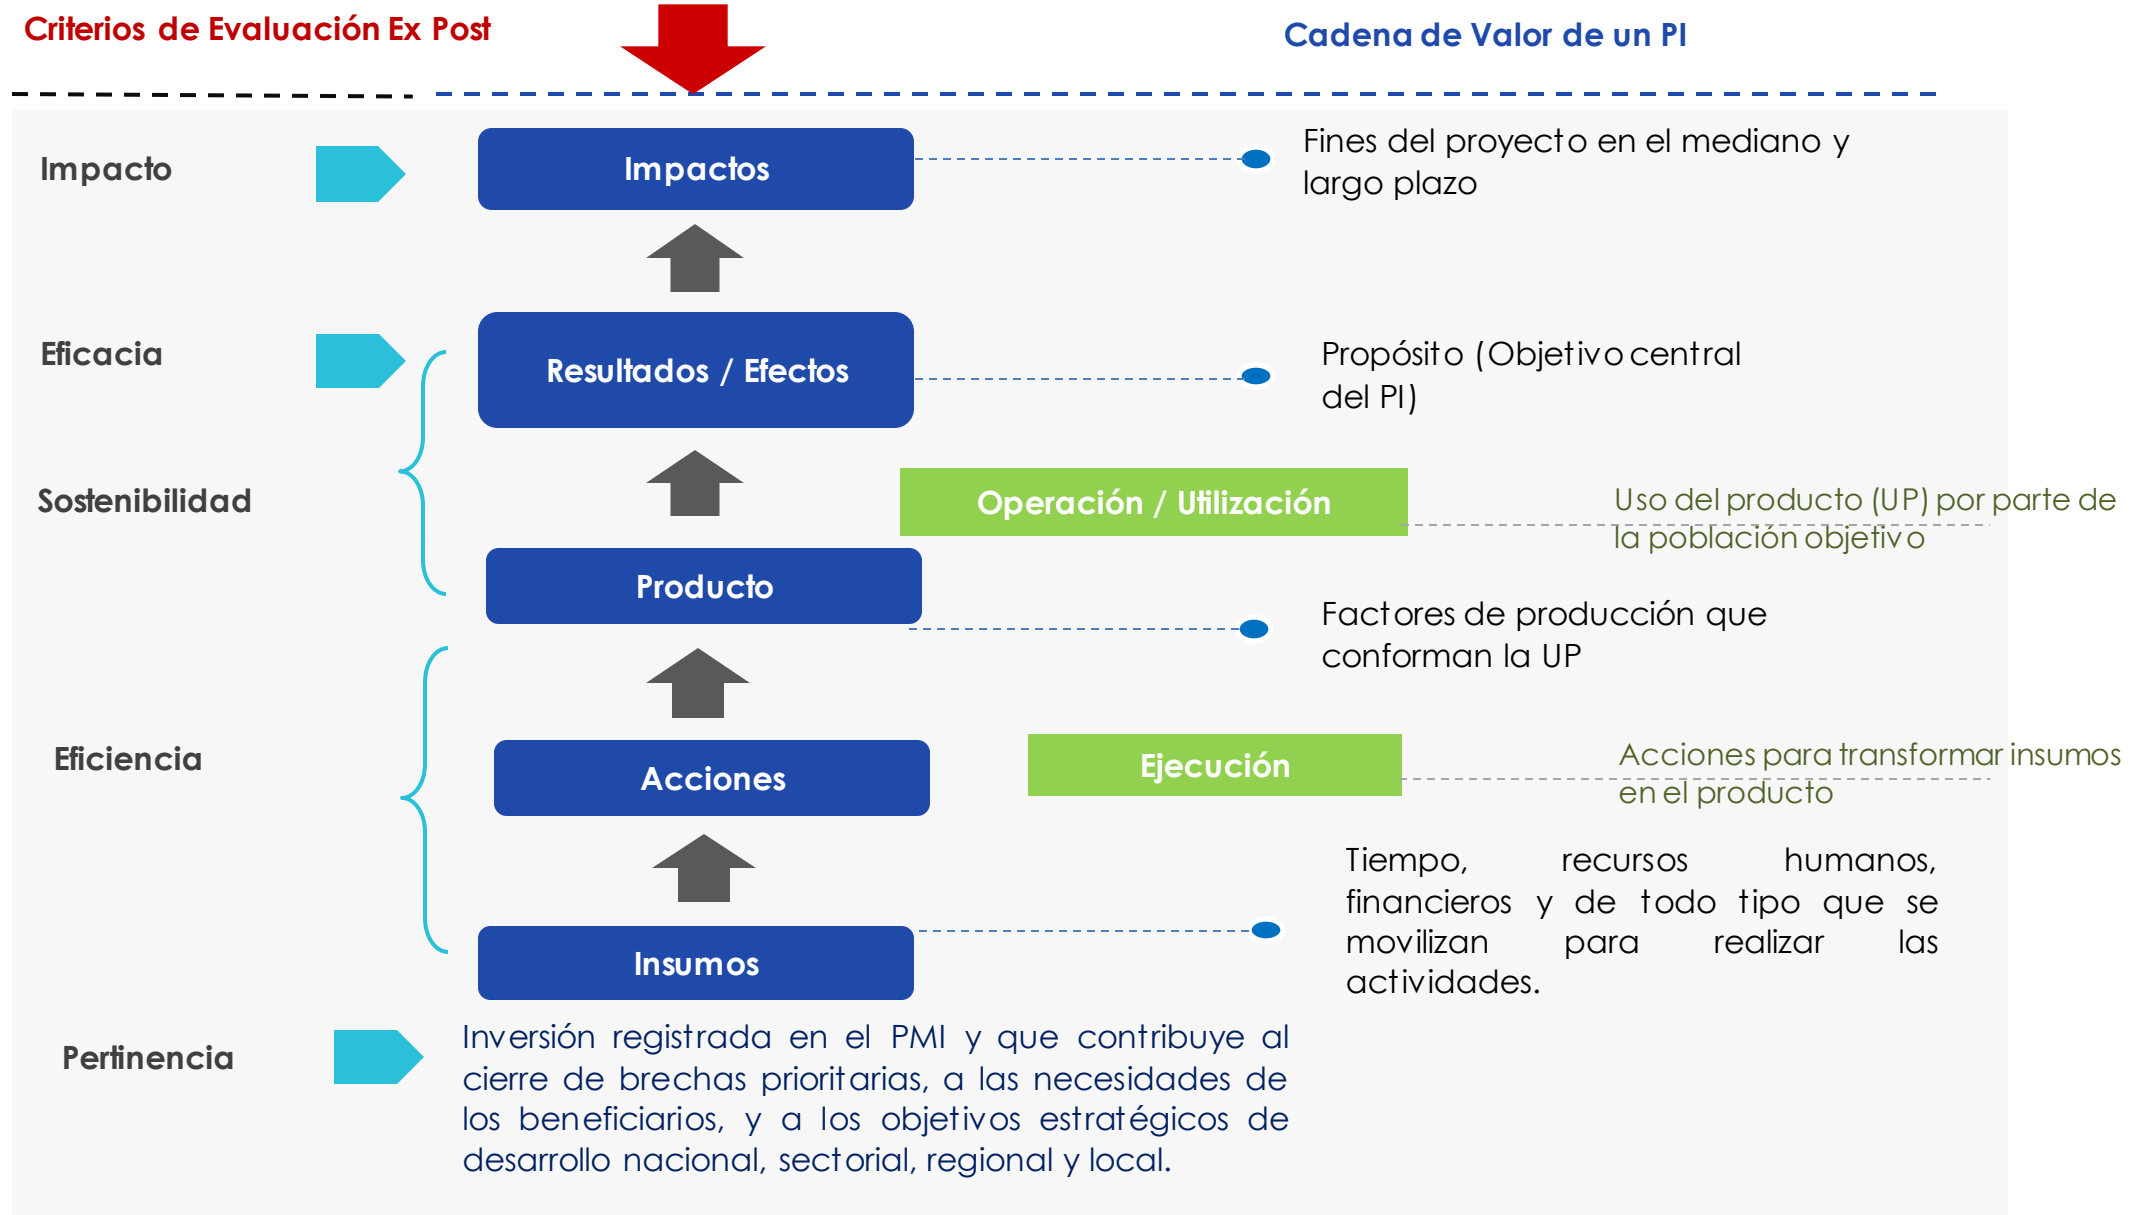 Criterios de Evaluación Ex Post
Cadena de Valor de un PI
Impacto
Impactos
Fines del proyecto en el mediano y
largo plazo
Eficacia
Resultados / Efectos
Propósito (Objetivo central
del PI)
Sostenibilidad
Operación / Utilización
Uso del producto (UP) por parte de
la población objetivo
Producto
Factores de producción que
conforman la UP
Eficiencia
Acciones
Ejecución
Acciones para transformar insumos
en el producto
Insumos
Tiempo, recursos humanos,
financieros y de todo tipo que se
movilizan para realizar las
actividades.
Pertinencia
Inversión registrada en el PMI y que contribuye al
cierre de brechas prioritarias, a las necesidades de
los beneficiarios, y a los objetivos estratégicos de
desarrollo nacional, sectorial, regional y local.